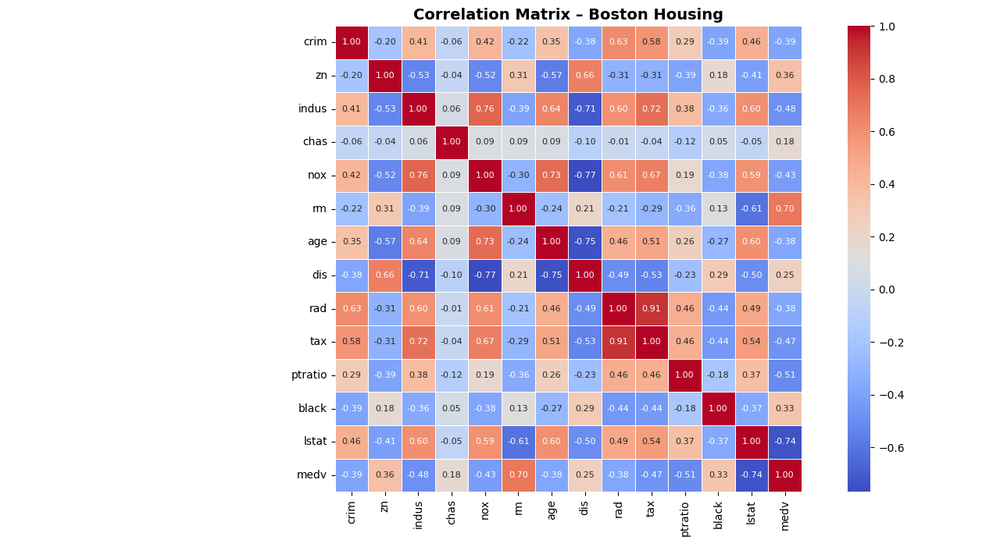 Correlation Matrix – Boston Housing
crim 1.00 -0.20 0.41 -0.06 0.42 -0.22 0.35 -0.38 0.63 0.58 0.29 -0.39 0.46 -0.39
zn -0.20 1.00 -0.53 -0.04 -0.52 0.31 -0.57 0.66 -0.31 -0.31 -0.39 0.18 -0.41 0.36
indus 0.41 -0.53 1.00 0.06 0.76 -0.39 0.64 -0.71 0.60 0.72 0.38 -0.36 0.60 -0.48
chas -0.06 -0.04 0.06 1.00 0.09 0.09 0.09 -0.10 -0.01 -0.04 -0.12 0.05 -0.05 0.18
nox 0.42 -0.52 0.76 0.09 1.00 -0.30 0.73 -0.77 0.61 0.67 0.19 -0.38 0.59 -0.43
rm -0.22 0.31 -0.39 0.09 -0.30 1.00 -0.24 0.21 -0.21 -0.29 -0.36 0.13 -0.61 0.70
age 0.35 -0.57 0.64 0.09 0.73 -0.24 1.00 -0.75 0.46 0.51 0.26 -0.27 0.60 -0.38
dis -0.38 0.66 -0.71 -0.10 -0.77 0.21 -0.75 1.00 -0.49 -0.53 -0.23 0.29 -0.50 0.25
rad 0.63 -0.31 0.60 -0.01 0.61 -0.21 0.46 -0.49 1.00 0.91 0.46 -0.44 0.49 -0.38
tax 0.58 -0.31 0.72 -0.04 0.67 -0.29 0.51 -0.53 0.91 1.00 0.46 -0.44 0.54 -0.47
ptratio 0.29 -0.39 0.38 -0.12 0.19 -0.36 0.26 -0.23 0.46 0.46 1.00 -0.18 0.37 -0.51
black -0.39 0.18 -0.36 0.05 -0.38 0.13 -0.27 0.29 -0.44 -0.44 -0.18 1.00 -0.37 0.33
lstat 0.46 -0.41 0.60 -0.05 0.59 -0.61 0.60 -0.50 0.49 0.54 0.37 -0.37 1.00 -0.74
medv -0.39 0.36 -0.48 0.18 -0.43 0.70 -0.38 0.25 -0.38 -0.47 -0.51 0.33 -0.74 1.00
crim zn indus chas nox rm age dis rad tax ptratio black lstat medv
1.0
0.8
0.6
0.4
0.2
0.0
−0.2
−0.4
−0.6